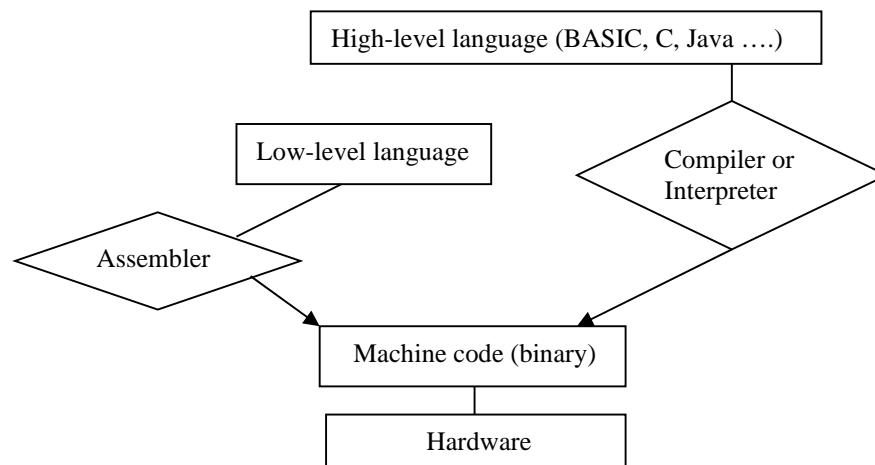 High-level language (BASIC, C, Java ….)
Low-level language
Compiler or
Interpreter
Assembler
Machine code (binary)
Hardware